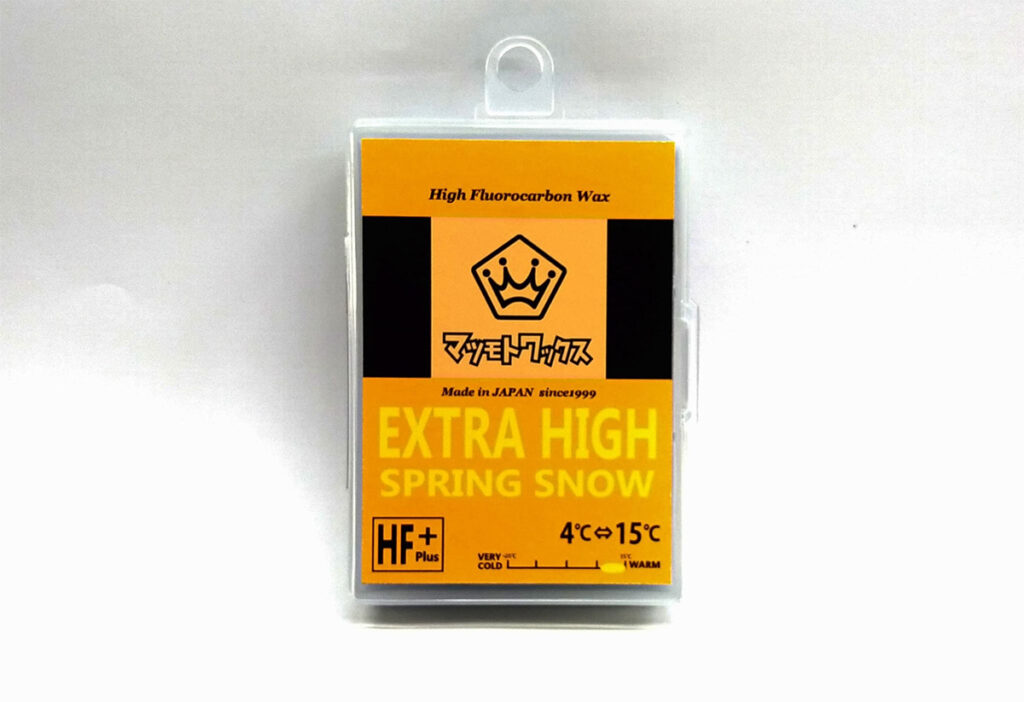 High Fluorocarbon Wax
マツモトワックス
Made in JAPAN since1999
EXTRA HIGH
SPRING SNOW
HF+ Plus
4℃⇔15℃
VERY COLD
15℃
WARM